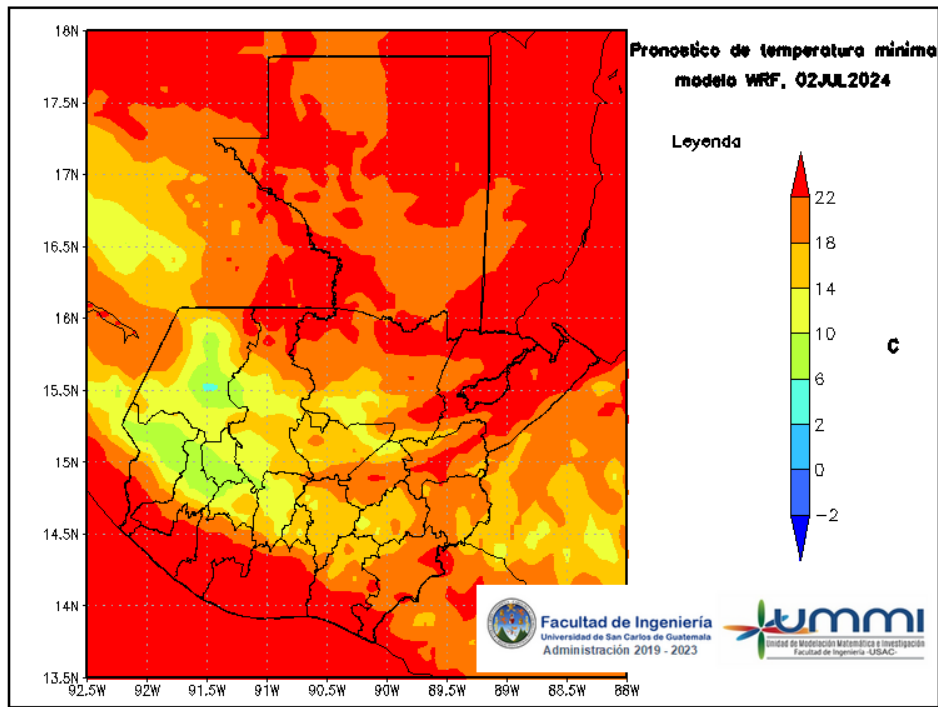 Pronostico de temperatura minima
modelo WRF, 02JUL2024
Leyenda
22
18
14
10
6
2
0
−2
C
18N
17.5N
17N
16.5N
16N
15.5N
15N
14.5N
14N
13.5N
92.5W
92W
91.5W
91W
90.5W
90W
89.5W
89W
88.5W
88W
Facultad de Ingeniería
Universidad de San Carlos de Guatemala
Administración 2019 - 2023
UMMI
Unidad de Modelación Matemática e Investigación
Facultad de Ingeniería -USAC-